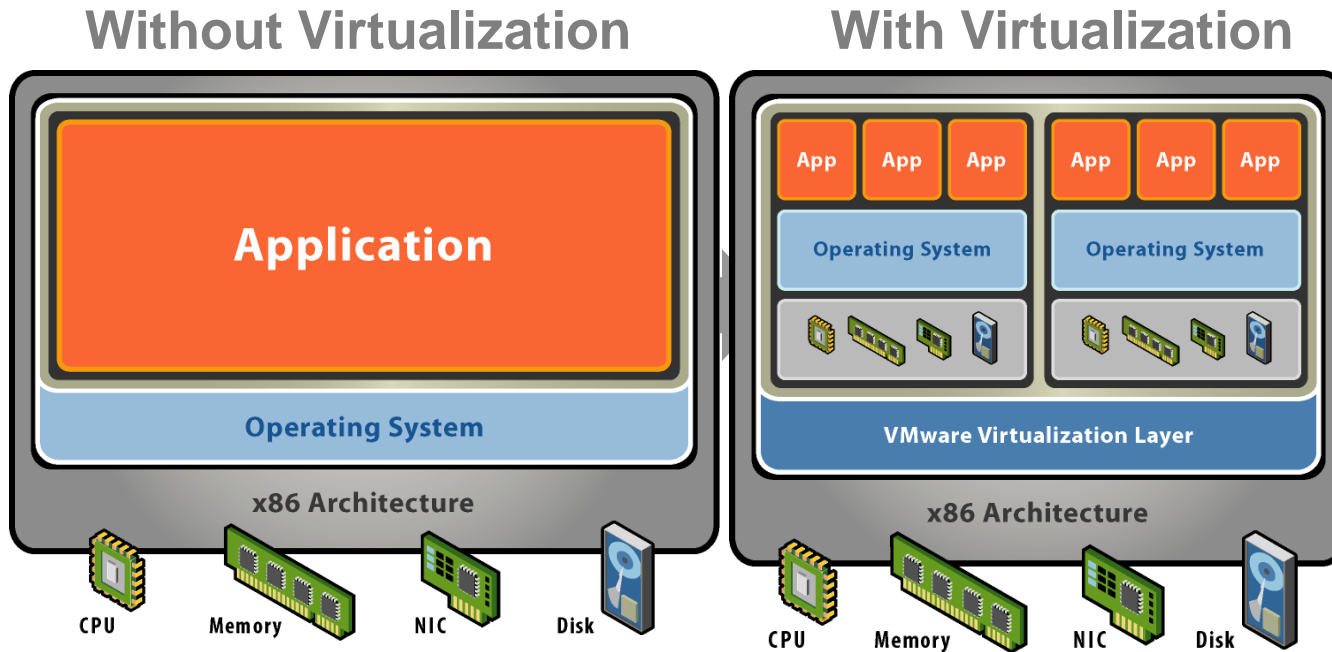 Without Virtualization
Application
Operating System
x86 Architecture
CPU
Memory
NIC
Disk
With Virtualization
App App App App App App
Operating System Operating System
VMware Virtualization Layer
x86 Architecture
CPU
Memory
NIC
Disk